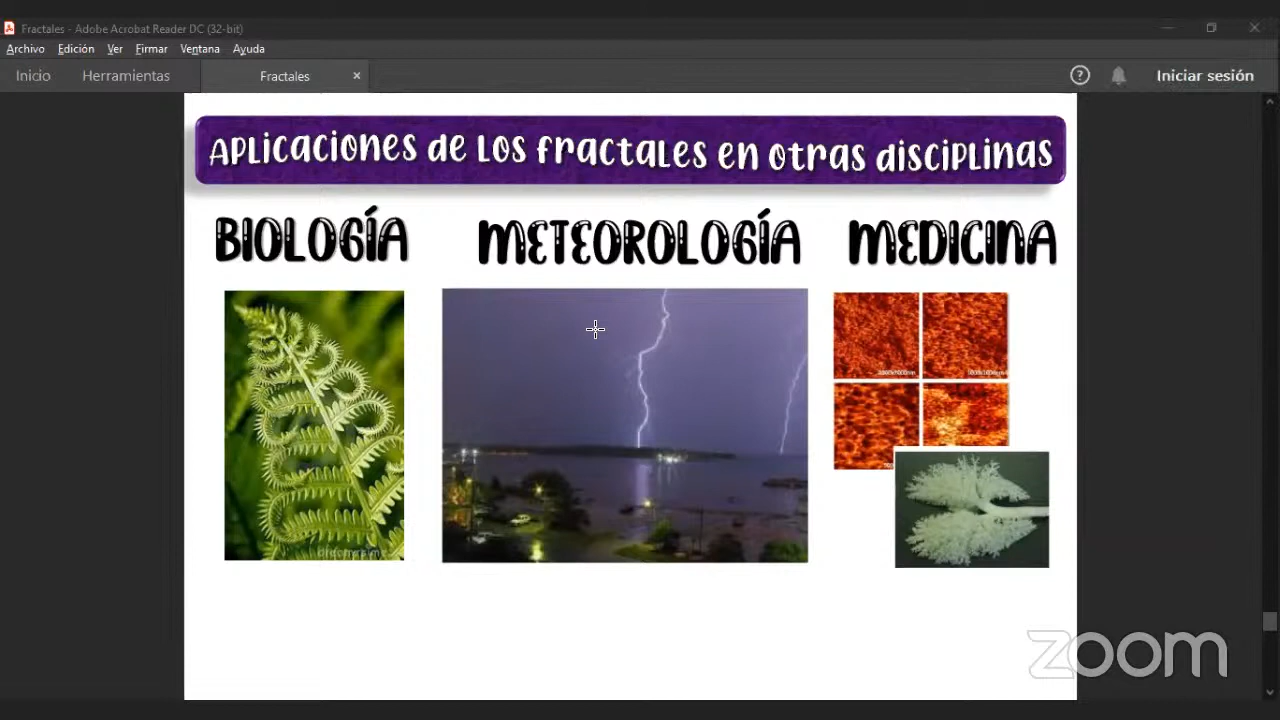 Fractales - Adobe Acrobat Reader DC (32-bit)
Archivo Edición Ver Firmar Ventana Ayuda
Inicio Herramientas Fractales × ? Iniciar sesión
Aplicaciones de los fractales en otras disciplinas
BIOLOGÍA METEOROLOGÍA MEDICINA
dreamstime
zoom